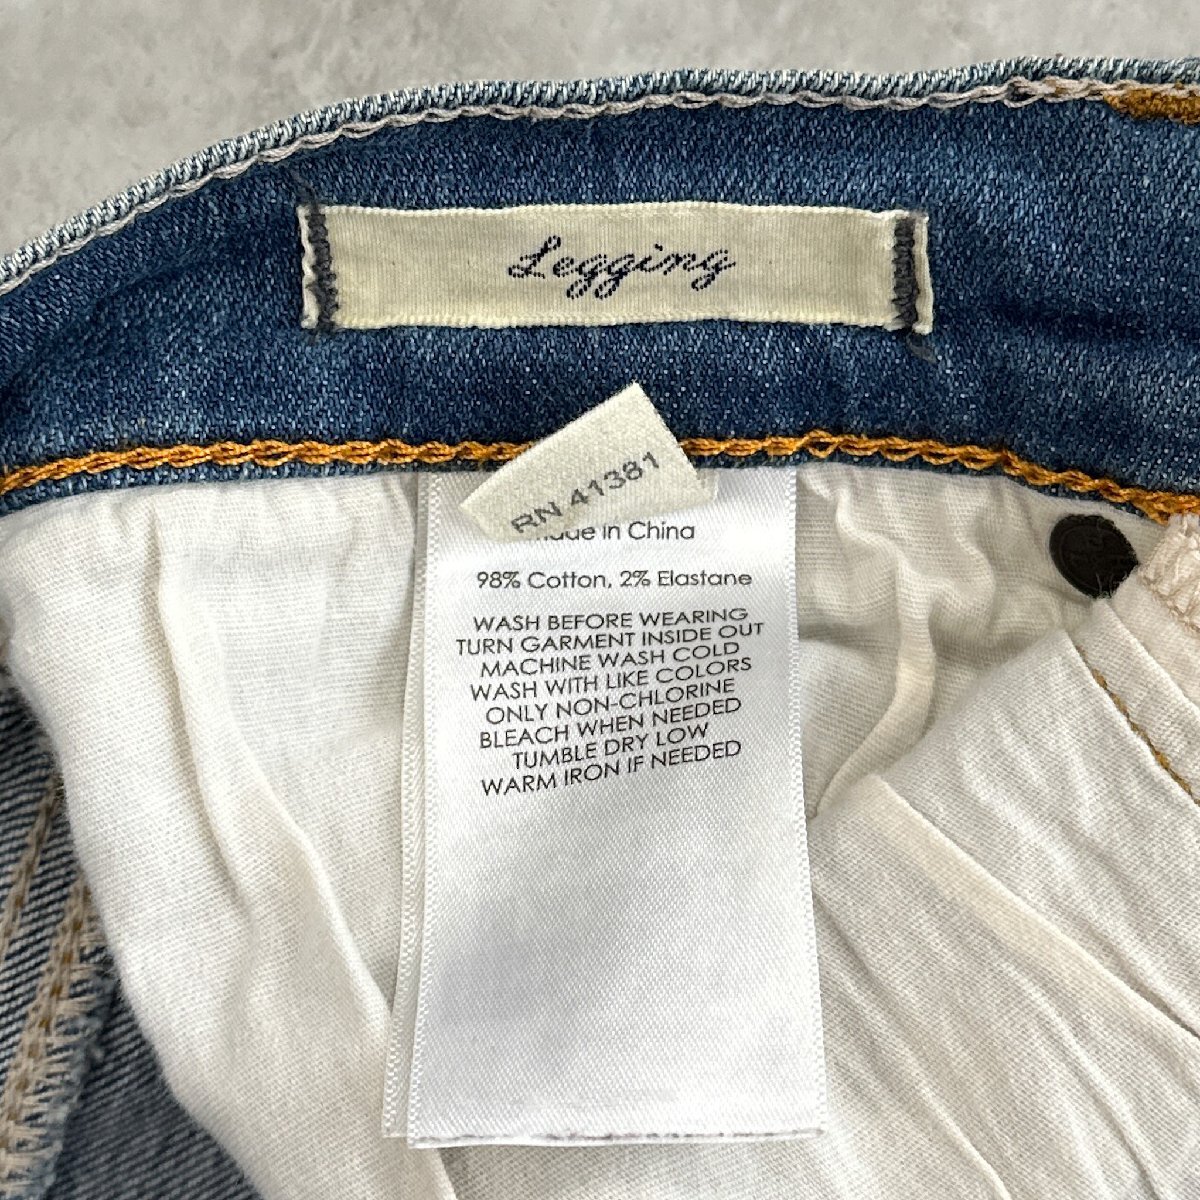 Legging
RN 41381
Made in China
98% Cotton, 2% Elastane
WASH BEFORE WEARING
TURN GARMENT INSIDE OUT
MACHINE WASH COLD
WASH WITH LIKE COLORS
ONLY NON-CHLORINE
BLEACH WHEN NEEDED
TUMBLE DRY LOW
WARM IRON IF NEEDED